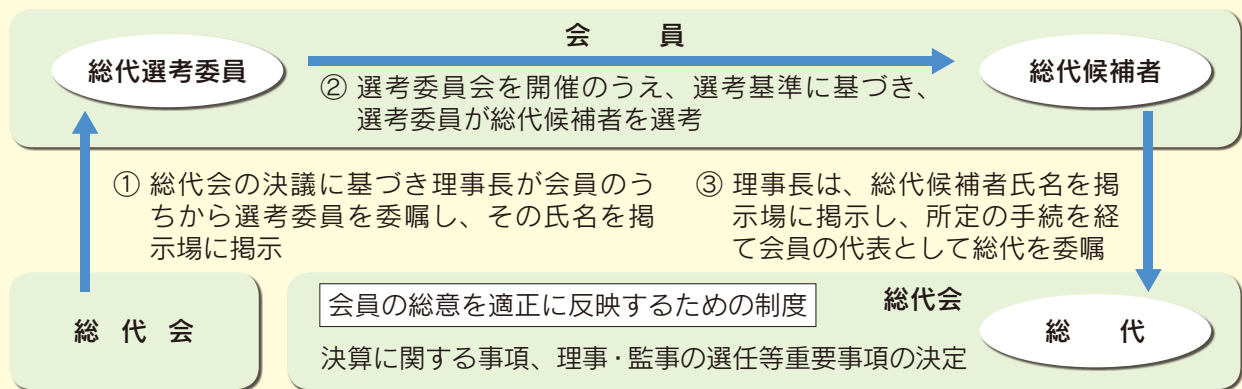 会　員
総代選考委員
総代候補者
② 選考委員会を開催のうえ、選考基準に基づき、
選考委員が総代候補者を選考
① 総代会の決議に基づき理事長が会員のう
ちから選考委員を委嘱し、その氏名を掲
示場に掲示
③ 理事長は、総代候補者氏名を掲
示場に掲示し、所定の手続を経
て会員の代表として総代を委嘱
総 代 会
会員の総意を適正に反映するための制度
総代会
総　代
決算に関する事項、理事・監事の選任等重要事項の決定